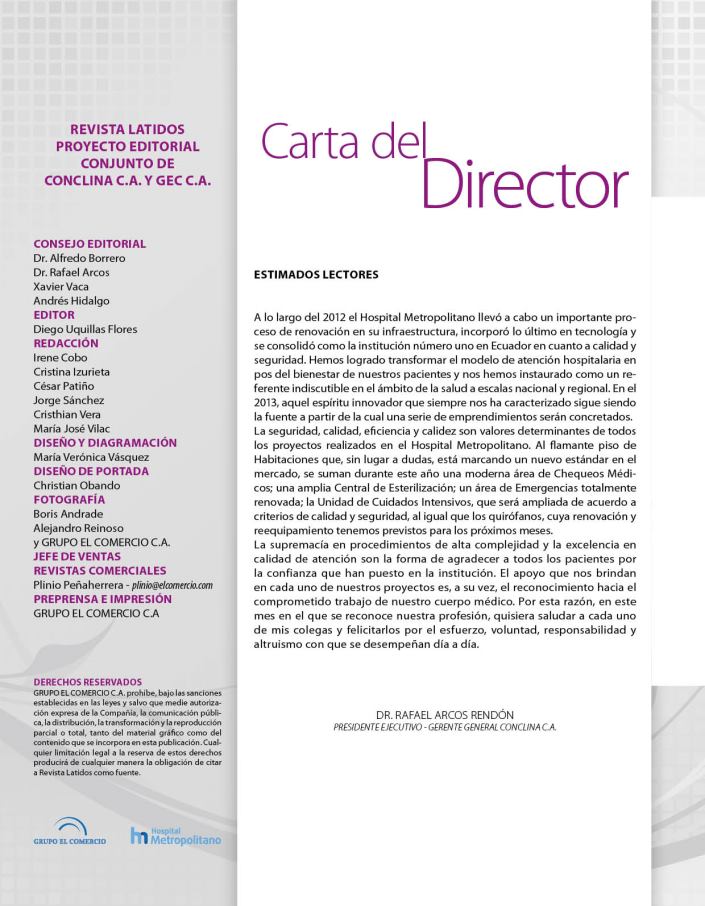 REVISTA LATIDOS
PROYECTO EDITORIAL
CONJUNTO DE
CONCLINA C.A. Y GEC C.A.
CONSEJO EDITORIAL
Dr. Alfredo Borrero
Dr. Rafael Arcos
Xavier Vaca
Andrés Hidalgo
EDITOR
Diego Uquillas Flores
REDACCIÓN
Irene Cobo
Cristina Izurieta
César Patiño
Jorge Sánchez
Cristhian Vera
María José Vilac
DISEÑO Y DIAGRAMACIÓN
María Verónica Vásquez
DISEÑO DE PORTADA
Christian Obando
FOTOGRAFÍA
Boris Andrade
Alejandro Reinoso
y GRUPO EL COMERCIO C.A.
JEFE DE VENTAS
REVISTAS COMERCIALES
Plinio Peñaherrera - plinio@elcomercio.com
PREPRENSA E IMPRESIÓN
GRUPO EL COMERCIO C.A
DERECHOS RESERVADOS
GRUPO EL COMERCIO C.A. prohíbe, bajo las sanciones
establecidas en las leyes y salvo que medie autoriza-
ción expresa de la Compañía, la comunicación públi-
ca, la distribución, la transformación y la reproducción
parcial o total, tanto del material gráfico como del
contenido que se incorpora en esta publicación. Cual-
quier limitación legal a la reserva de estos derechos
producirá de cualquier manera la obligación de citar
a Revista Latidos como fuente.
GRUPO EL COMERCIO
hm Hospital
Metropolitano
Carta del
Director
ESTIMADOS LECTORES
A lo largo del 2012 el Hospital Metropolitano llevó a cabo un importante pro-
ceso de renovación en su infraestructura, incorporó lo último en tecnología y
se consolidó como la institución número uno en Ecuador en cuanto a calidad y
seguridad. Hemos logrado transformar el modelo de atención hospitalaria en
pos del bienestar de nuestros pacientes y nos hemos instaurado como un re-
ferente indiscutible en el ámbito de la salud a escalas nacional y regional. En el
2013, aquel espíritu innovador que siempre nos ha caracterizado sigue siendo
la fuente a partir de la cual una serie de emprendimientos serán concretados.
La seguridad, calidad, eficiencia y calidez son valores determinantes de todos
los proyectos realizados en el Hospital Metropolitano. Al flamante piso de
Habitaciones que, sin lugar a dudas, está marcando un nuevo estándar en el
mercado, se suman durante este año una moderna área de Chequeos Médi-
cos; una amplia Central de Esterilización; un área de Emergencias totalmente
renovada; la Unidad de Cuidados Intensivos, que será ampliada de acuerdo a
criterios de calidad y seguridad, al igual que los quirófanos, cuya renovación y
reequipamiento tenemos previstos para los próximos meses.
La supremacía en procedimientos de alta complejidad y la excelencia en
calidad de atención son la forma de agradecer a todos los pacientes por
la confianza que han puesto en la institución. El apoyo que nos brindan
en cada uno de nuestros proyectos es, a su vez, el reconocimiento hacia el
comprometido trabajo de nuestro cuerpo médico. Por esta razón, en este
mes en el que se reconoce nuestra profesión, quisiera saludar a cada uno
de mis colegas y felicitarlos por el esfuerzo, voluntad, responsabilidad y
altruismo con que se desempeñan día a día.
DR. RAFAEL ARCOS RENDÓN
PRESIDENTE EJECUTIVO - GERENTE GENERAL CONCLINA C.A.